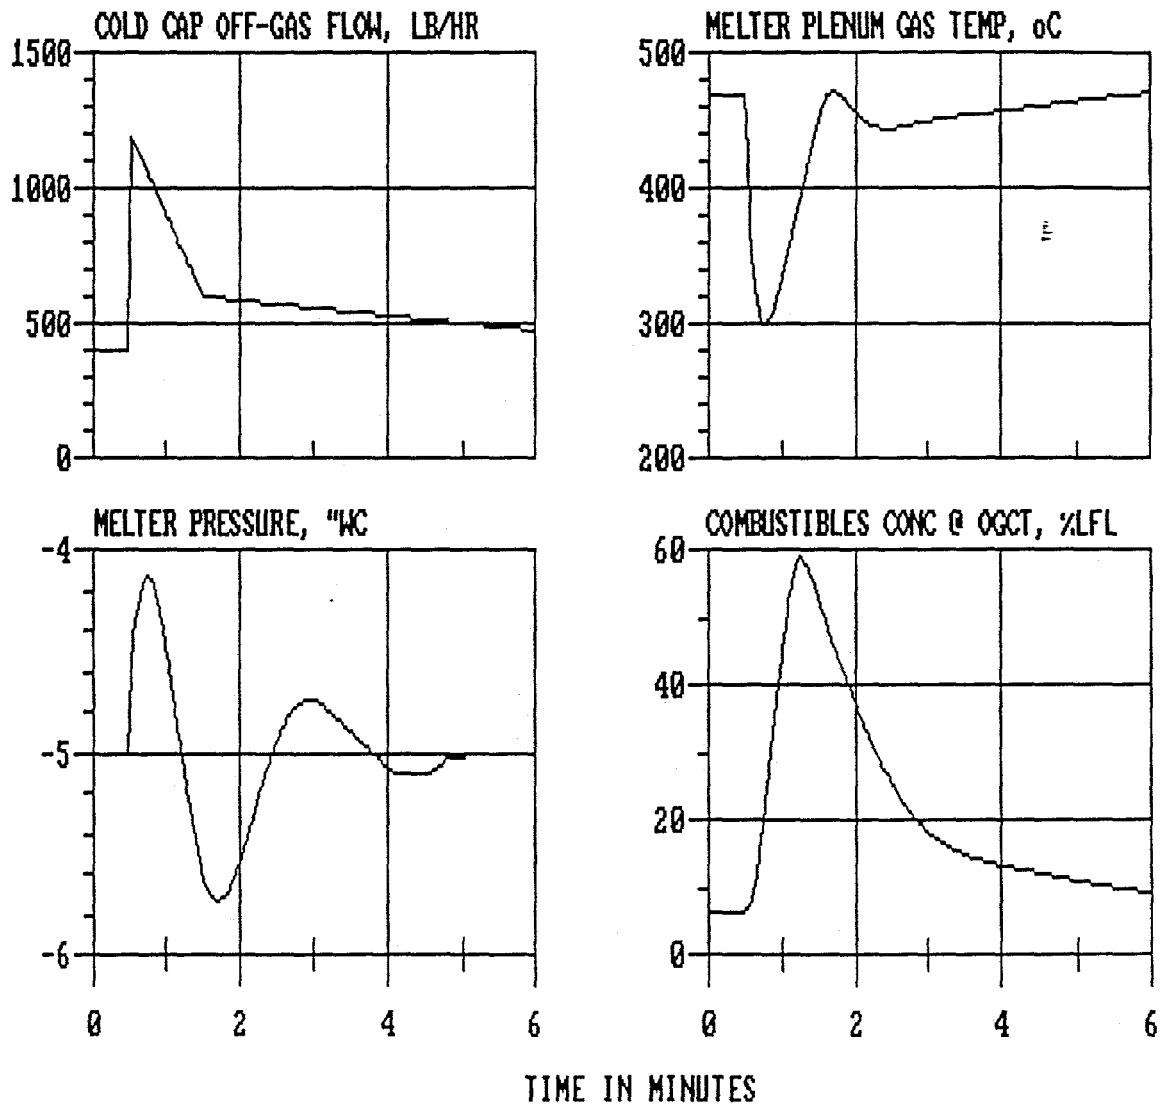 COLD CAP OFF-GAS FLOW, LB/HR
1500
1000
500
0
MELTER PLENUM GAS TEMP, oC
500
400
300
200
MELTER PRESSURE, "WC
-4
-5
-6
0 2 4 6
COMBUSTIBLES CONC @ OGCT, %LFL
60
40
20
0
0 2 4 6
TIME IN MINUTES